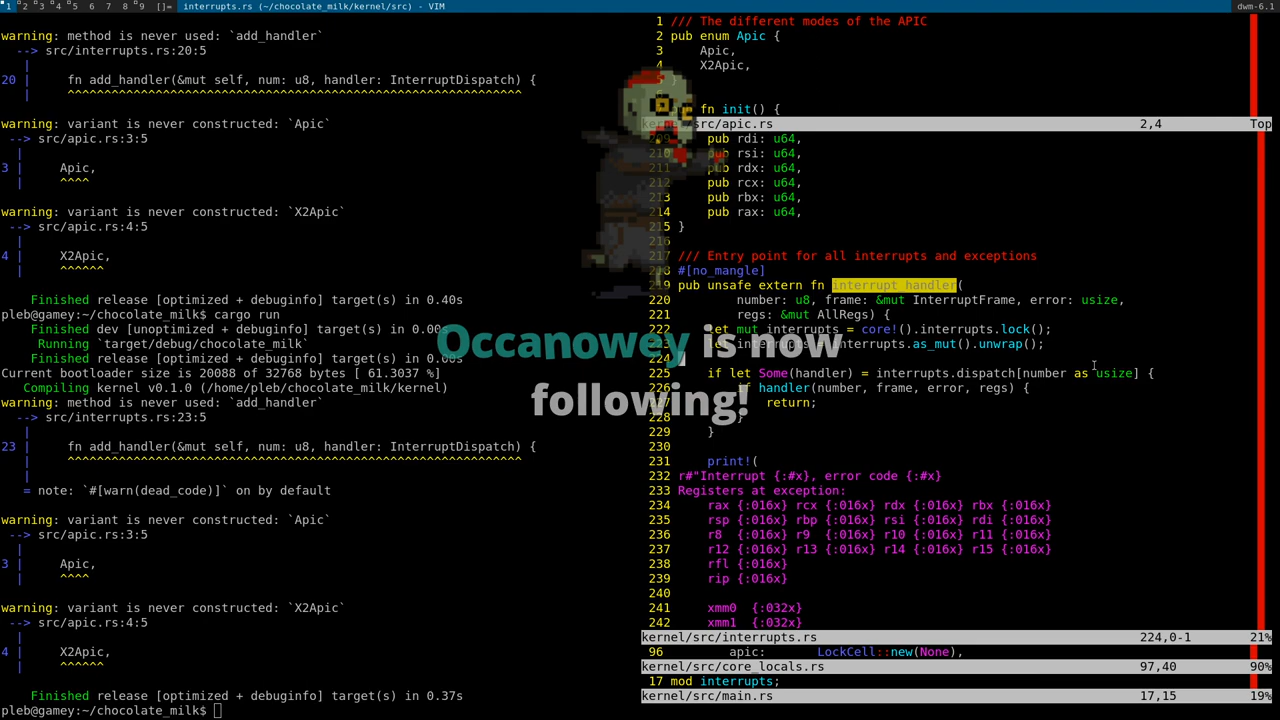 1 2 3 4 5 6 7 8 9 []= interrupts.rs (~/chocolate_milk/kernel/src) - VIM dwm-6.1
warning: method is never used: `add_handler`
--> src/interrupts.rs:20:5
|
20 | fn add_handler(&mut self, num: u8, handler: InterruptDispatch) {
| ^^^^^^^^^^^^^^^^^^^^^^^^^^^^^^^^^^^^^^^^^^^^^^^^^^^^^^^^^^^^^^
warning: variant is never constructed: `Apic`
--> src/apic.rs:3:5
|
3 | Apic,
| ^^^^
warning: variant is never constructed: `X2Apic`
--> src/apic.rs:4:5
|
4 | X2Apic,
| ^^^^^^
Finished release [optimized + debuginfo] target(s) in 0.40s
pleb@gamey:~/chocolate_milk$ cargo run
Finished dev [unoptimized + debuginfo] target(s) in 0.00s
Running `target/debug/chocolate_milk`
Finished release [optimized + debuginfo] target(s) in 0.00s
Current bootloader size is 20088 of 32768 bytes [ 61.3037 %]
Compiling kernel v0.1.0 (/home/pleb/chocolate_milk/kernel)
warning: method is never used: `add_handler`
--> src/interrupts.rs:23:5
|
23 | fn add_handler(&mut self, num: u8, handler: InterruptDispatch) {
| ^^^^^^^^^^^^^^^^^^^^^^^^^^^^^^^^^^^^^^^^^^^^^^^^^^^^^^^^^^^^^^
|
= note: `#[warn(dead_code)]` on by default
warning: variant is never constructed: `Apic`
--> src/apic.rs:3:5
|
3 | Apic,
| ^^^^
warning: variant is never constructed: `X2Apic`
--> src/apic.rs:4:5
|
4 | X2Apic,
| ^^^^^^
Finished release [optimized + debuginfo] target(s) in 0.37s
pleb@gamey:~/chocolate_milk$
1 /// The different modes of the APIC
2 pub enum Apic {
3 Apic,
4 X2Apic,
fn init() {
kernel/src/apic.rs 2,4 Top
209 pub rdi: u64,
210 pub rsi: u64,
211 pub rdx: u64,
212 pub rcx: u64,
213 pub rbx: u64,
214 pub rax: u64,
215 }
216
217 /// Entry point for all interrupts and exceptions
218 #[no_mangle]
219 pub unsafe extern fn interrupt_handler(
220 number: u8, frame: &mut InterruptFrame, error: usize,
221 regs: &mut AllRegs) {
222 let mut interrupts = core!().interrupts.lock();
223 let interrupts = interrupts.as_mut().unwrap();
224
225 if let Some(handler) = interrupts.dispatch[number as usize] {
226 if handler(number, frame, error, regs) {
227 return;
228 }
229 }
230
231 print!(
232 r#"Interrupt {:#x}, error code {:#x}
233 Registers at exception:
234 rax {:016x} rcx {:016x} rdx {:016x} rbx {:016x}
235 rsp {:016x} rbp {:016x} rsi {:016x} rdi {:016x}
236 r8 {:016x} r9 {:016x} r10 {:016x} r11 {:016x}
237 r12 {:016x} r13 {:016x} r14 {:016x} r15 {:016x}
238 rfl {:016x}
239 rip {:016x}
240
241 xmm0 {:032x}
242 xmm1 {:032x}
kernel/src/interrupts.rs 224,0-1 21%
96 apic: LockCell::new(None),
kernel/src/core_locals.rs 97,40 90%
17 mod interrupts;
kernel/src/main.rs 17,15 19%
Occanowey is now
following!